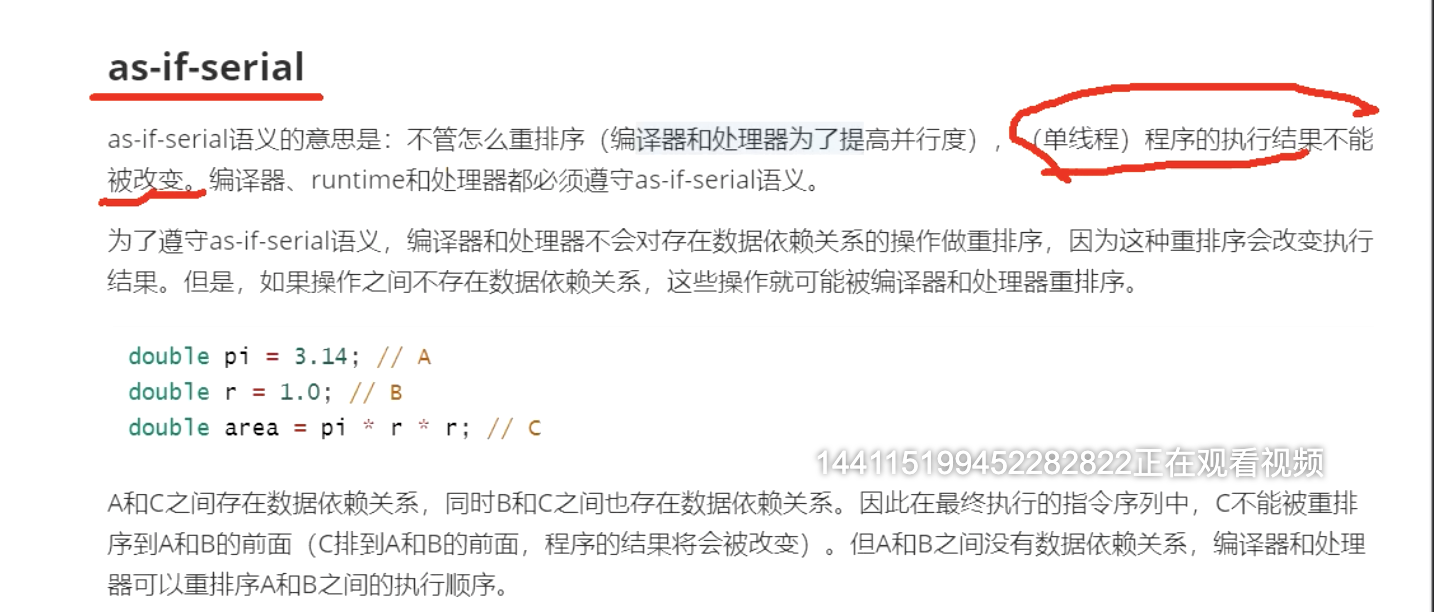 as-if-serial
as-if-serial语义的意思是：不管怎么重排序（编译器和处理器为了提高并行度），（单线程）程序的执行结果不能
被改变。编译器、runtime和处理器都必须遵守as-if-serial语义。
为了遵守as-if-serial语义，编译器和处理器不会对存在数据依赖关系的操作做重排序，因为这种重排序会改变执行
结果。但是，如果操作之间不存在数据依赖关系，这些操作就可能被编译器和处理器重排序。
double pi = 3.14; // A
double r = 1.0; // B
double area = pi * r * r; // C
144115199452282822正在观看视频
A和C之间存在数据依赖关系，同时B和C之间也存在数据依赖关系。因此在最终执行的指令序列中，C不能被重排
序到A和B的前面（C排到A和B的前面，程序的结果将会被改变）。但A和B之间没有数据依赖关系，编译器和处理
器可以重排序A和B之间的执行顺序。